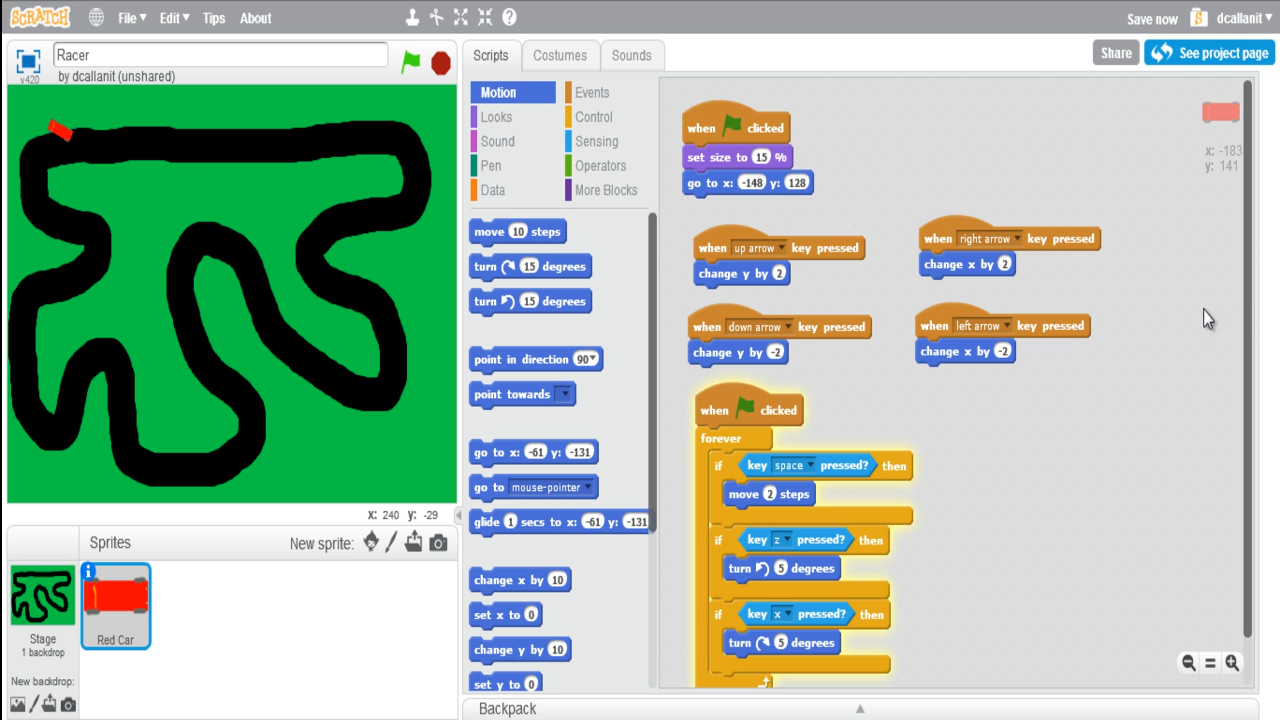 SCRATCH File Edit Tips About Save now dcallanit
Racer
by dcallanit (unshared)
v420
Scripts Costumes Sounds
Share See project page
Motion Events
Looks Control
Sound Sensing
Pen Operators
Data More Blocks
move 10 steps
turn 15 degrees
turn 15 degrees
point in direction 90
point towards
go to x: -61 y: -131
go to mouse-pointer
glide 1 secs to x: -61 y: -131
change x by 10
set x to 0
change y by 10
set y to 0
when clicked
set size to 15 %
go to x: -148 y: 128
x: -183
y: 141
when up arrow key pressed
change y by 2
when right arrow key pressed
change x by 2
when down arrow key pressed
change y by -2
when left arrow key pressed
change x by -2
when clicked
forever
if key space pressed? then
move 2 steps
if key z pressed? then
turn 5 degrees
if key x pressed? then
turn 5 degrees
x: 240 y: -29
Sprites New sprite:
Stage
1 backdrop
New backdrop:
Red Car
Backpack